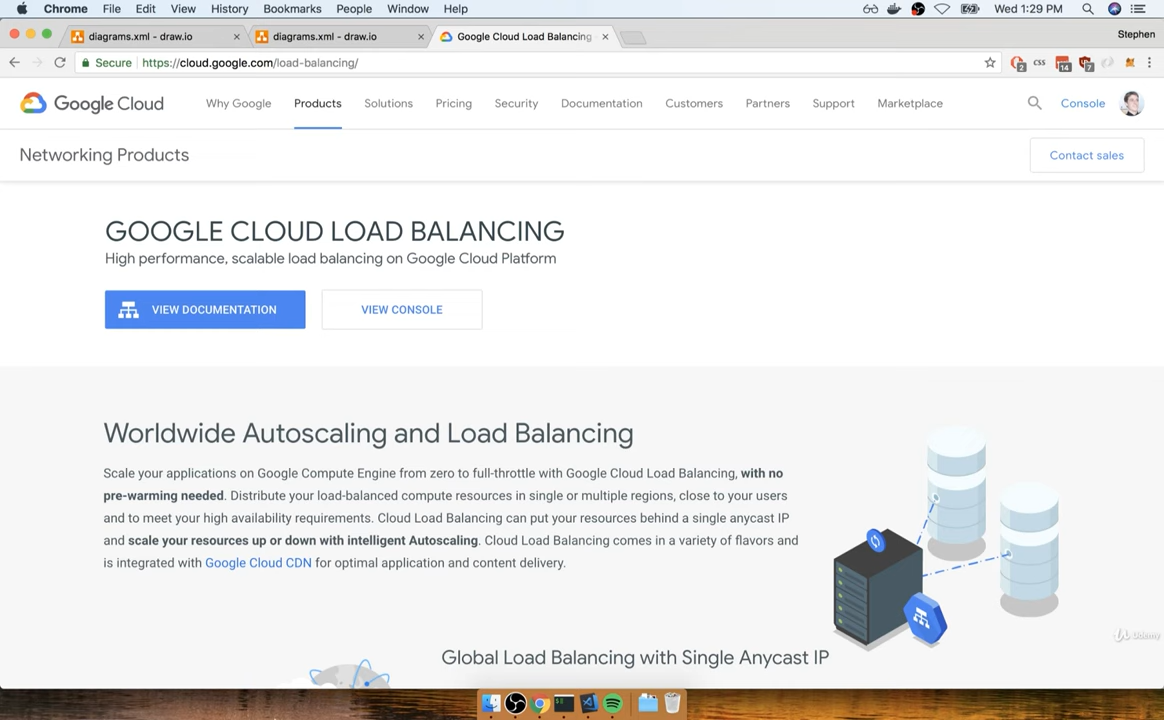 Chrome File Edit View History Bookmarks People Window Help Wed 1:29 PM
diagrams.xml - draw.io diagrams.xml - draw.io Google Cloud Load Balancing Stephen
Secure https://cloud.google.com/load-balancing/ 2 CSS 14 7
Google Cloud Why Google Products Solutions Pricing Security Documentation Customers Partners Support Marketplace Console
Networking Products Contact sales
GOOGLE CLOUD LOAD BALANCING
High performance, scalable load balancing on Google Cloud Platform
VIEW DOCUMENTATION VIEW CONSOLE
Worldwide Autoscaling and Load Balancing
Scale your applications on Google Compute Engine from zero to full-throttle with Google Cloud Load Balancing, with no
pre-warming needed. Distribute your load-balanced compute resources in single or multiple regions, close to your users
and to meet your high availability requirements. Cloud Load Balancing can put your resources behind a single anycast IP
and scale your resources up or down with intelligent Autoscaling. Cloud Load Balancing comes in a variety of flavors and
is integrated with Google Cloud CDN for optimal application and content delivery.
Udemy
Global Load Balancing with Single Anycast IP